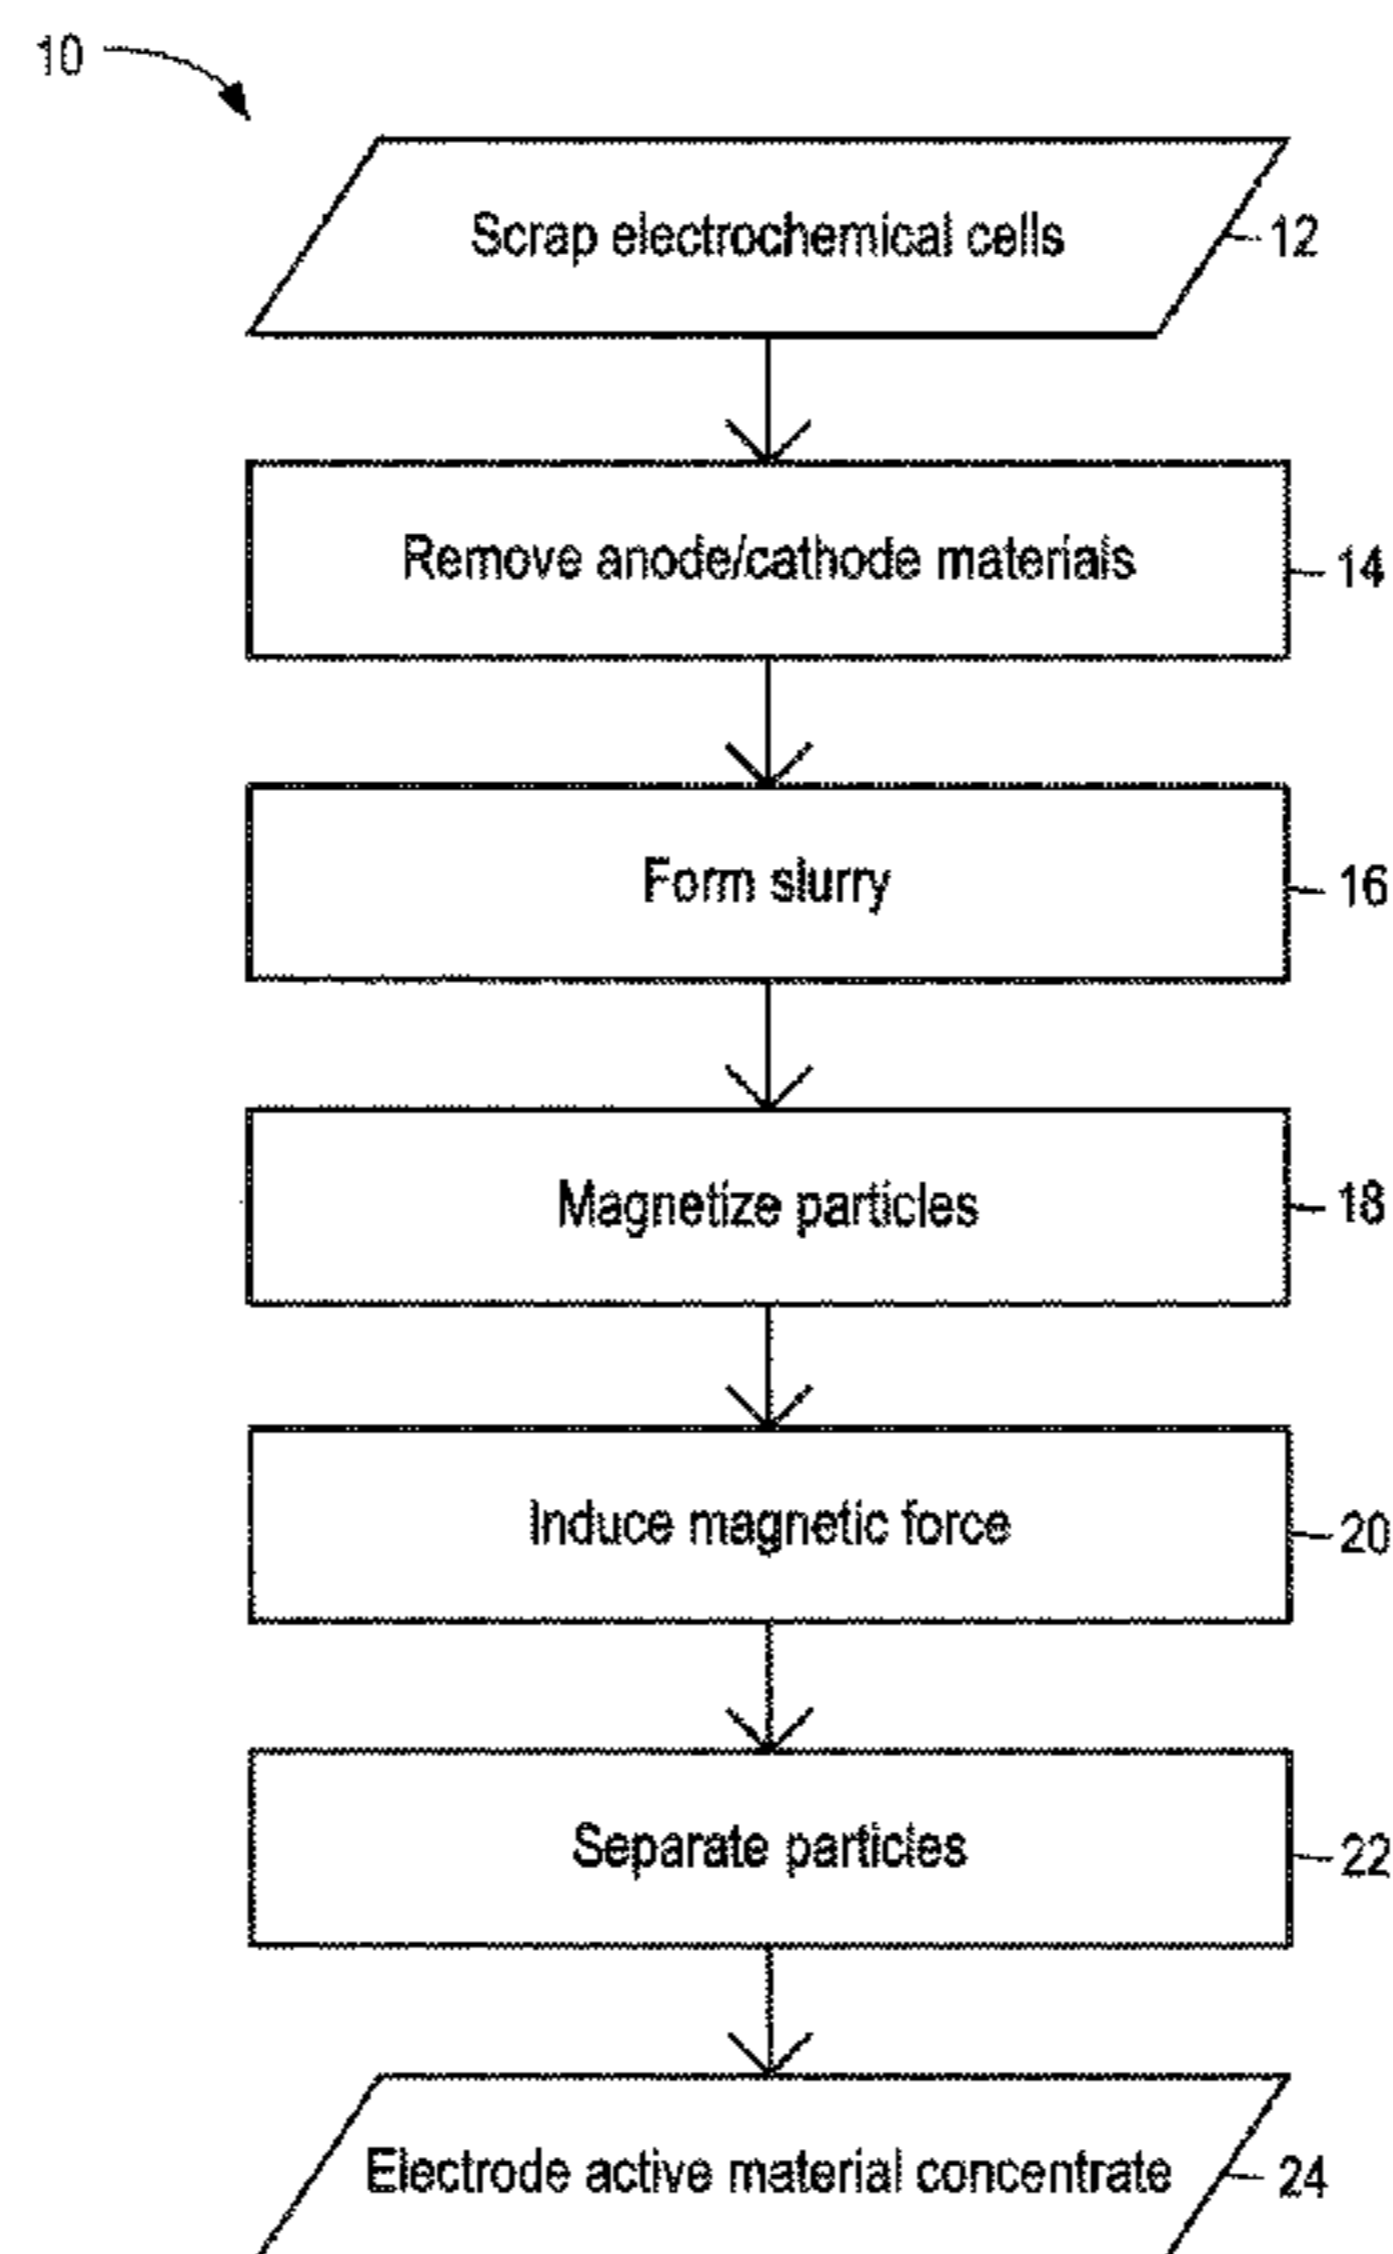 10
Scrap electrochemical cells
12
Remove anode/cathode materials
14
Form slurry
16
Magnetize particles
18
Induce magnetic force
20
Separate particles
22
Electrode active material concentrate
24